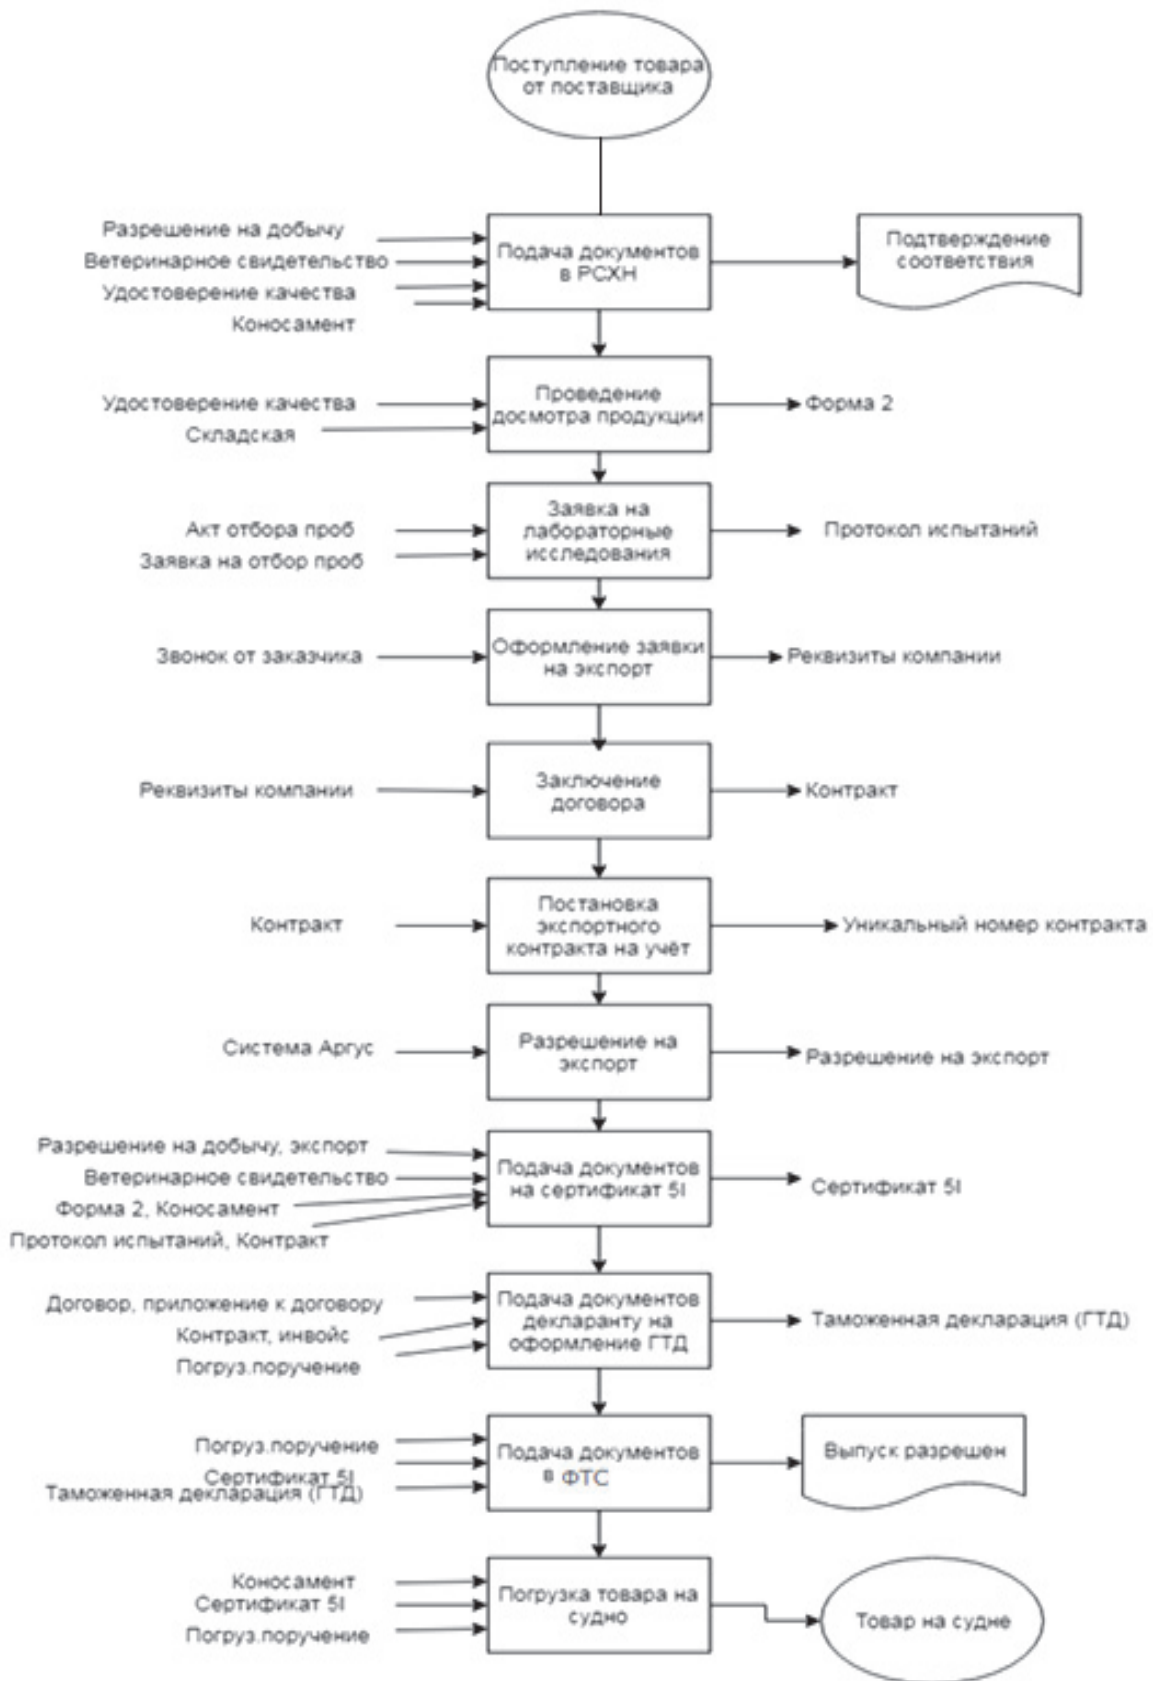 Поступление товара
от поставщика
Разрешение на добычу
Ветеринарное свидетельство
Удостоверение качества
Коносамент
Подача документов
в РСХН
Подтверждение
соответствия
Удостоверение качества
Складская
Проведение
досмотра продукции
Форма 2
Акт отбора проб
Заявка на отбор проб
Заявка на
лабораторные
исследования
Протокол испытаний
Звонок от заказчика
Оформление заявки
на экспорт
Реквизиты компании
Реквизиты компании
Заключение
договора
Контракт
Контракт
Постановка
экспортного
контракта на учёт
Уникальный номер контракта
Система Аргус
Разрешение на
экспорт
Разрешение на экспорт
Разрешение на добычу, экспорт
Ветеринарное свидетельство
Форма 2, Коносамент
Протокол испытаний, Контракт
Подача документов
на сертификат 5I
Сертификат 5I
Договор, приложение к договору
Контракт, инвойс
Погруз.поручение
Подача документов
декларанту на
оформление ГТД
Таможенная декларация (ГТД)
Погруз.поручение
Сертификат 5I
Таможенная декларация (ГТД)
Подача документов
в ФТС
Выпуск разрешен
Коносамент
Сертификат 5I
Погруз.поручение
Погрузка товара на
судно
Товар на судне